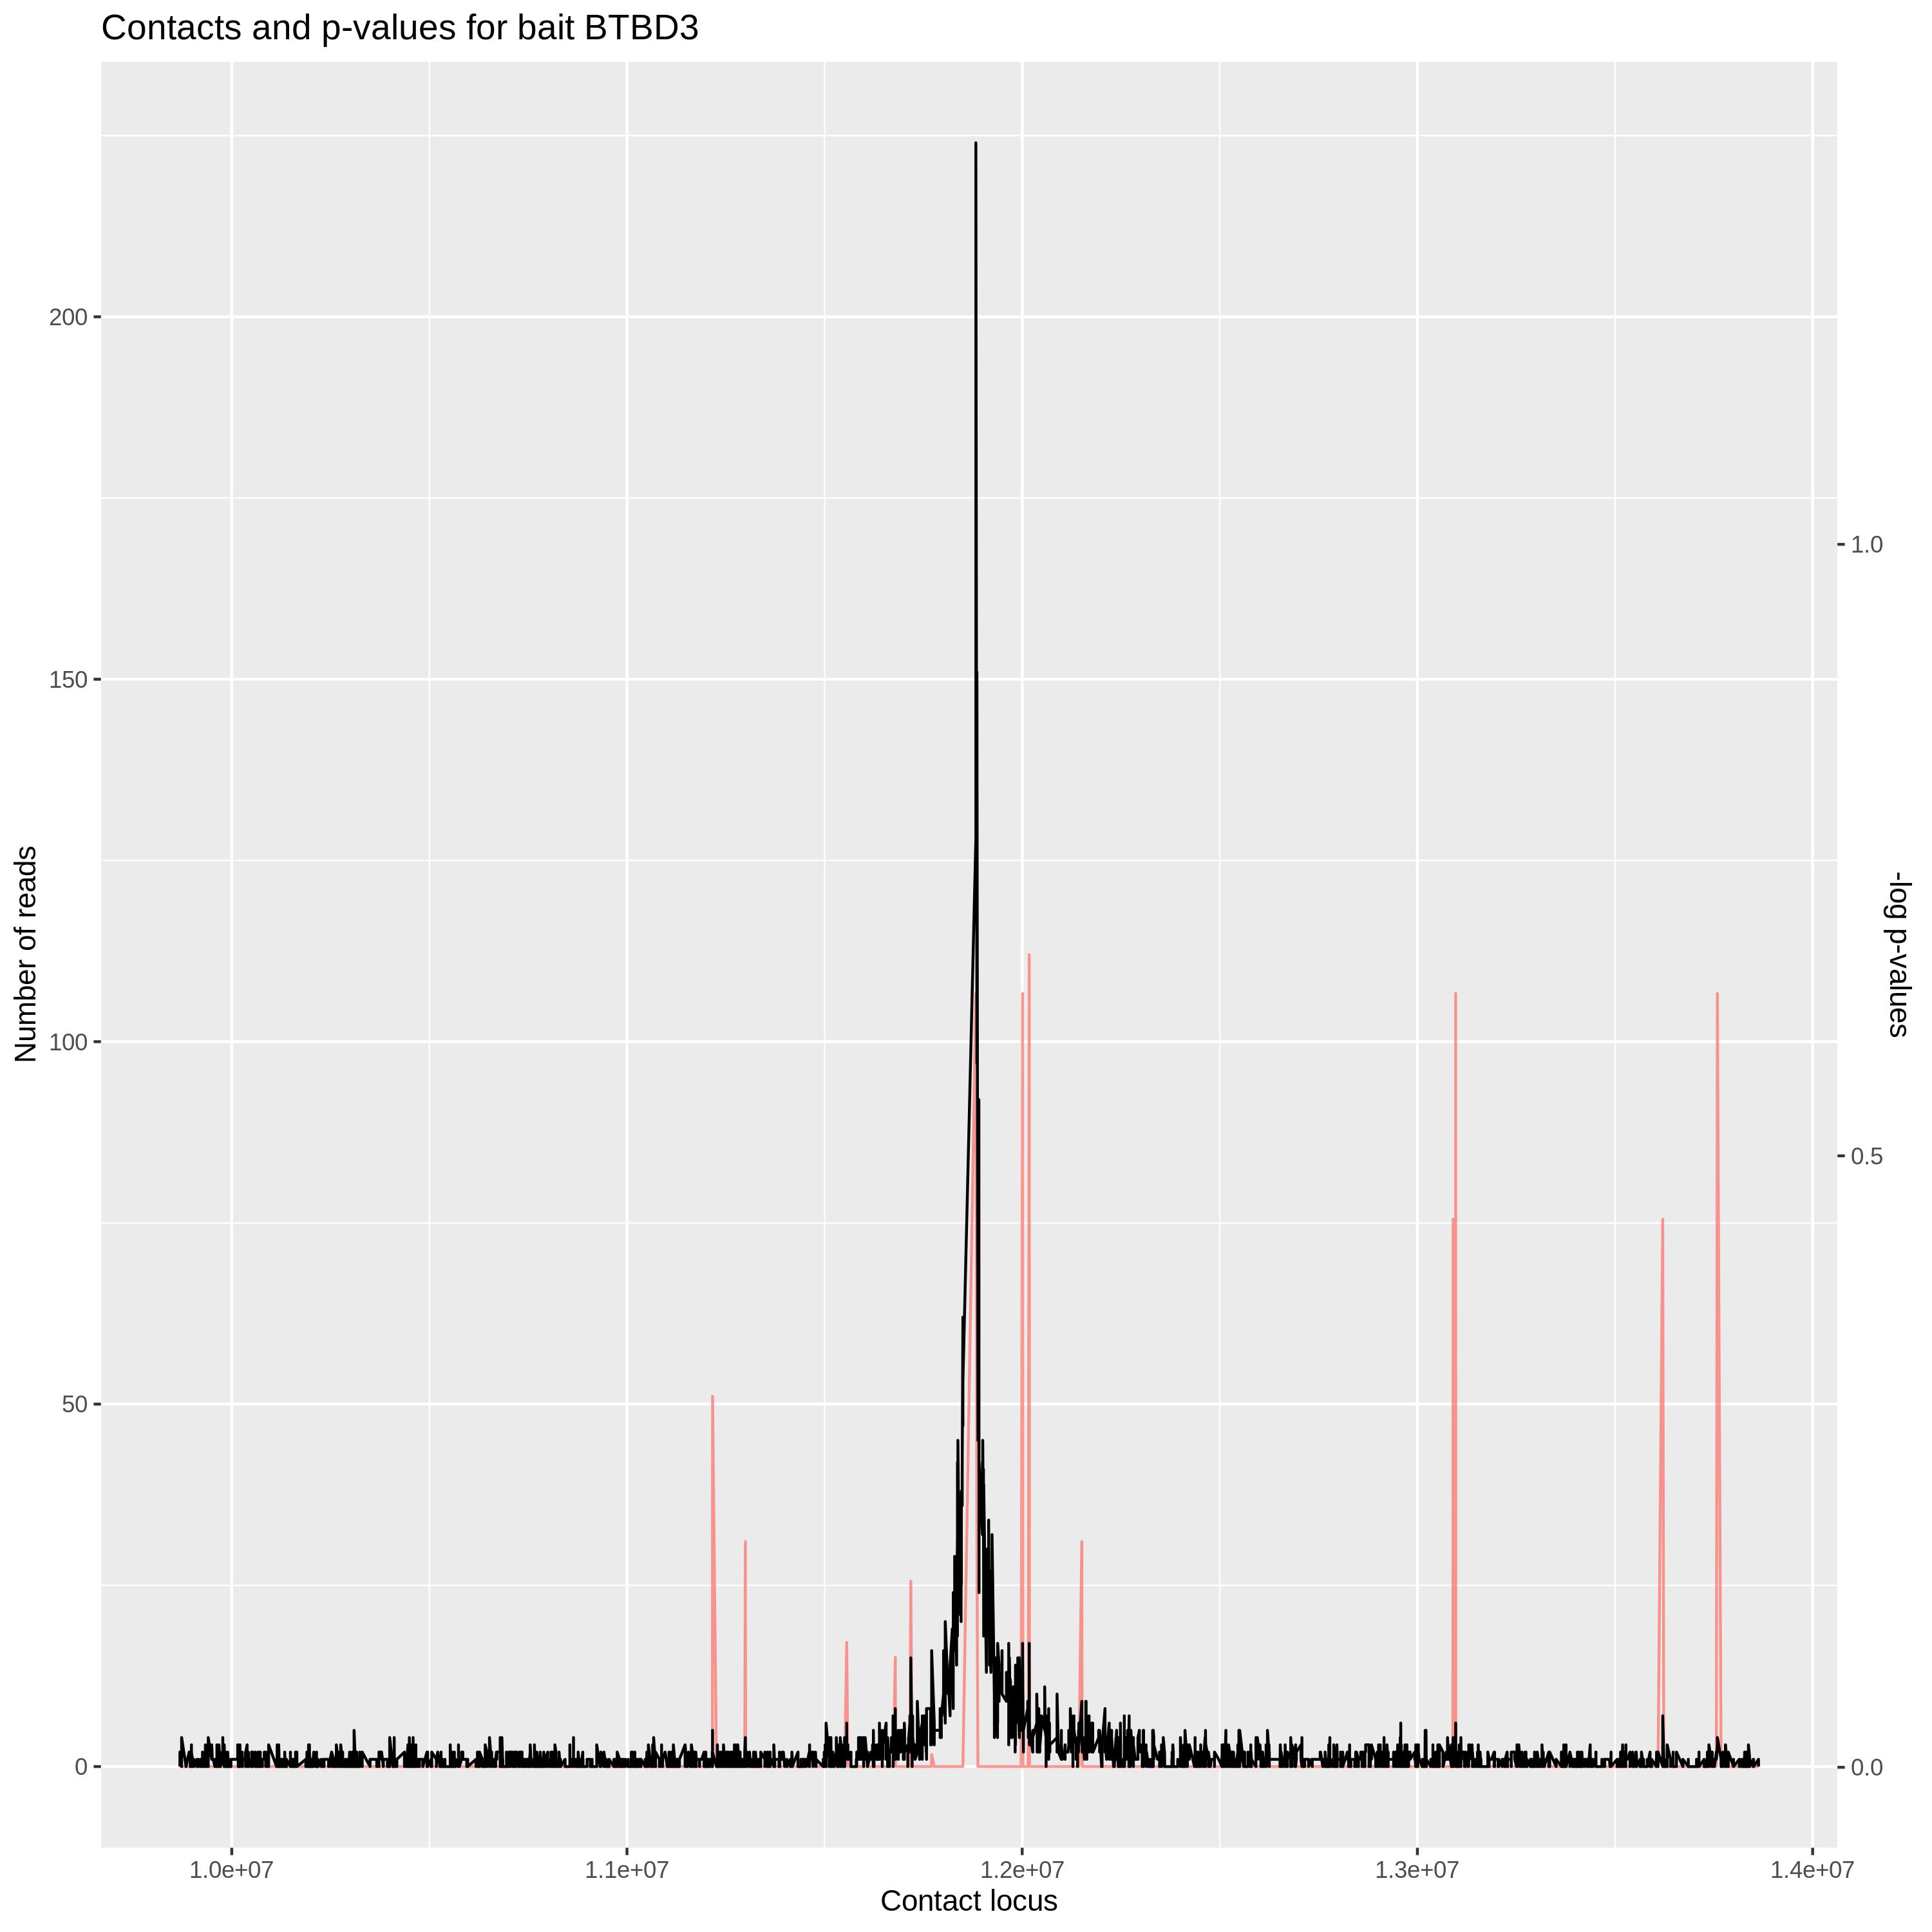 Contacts and p-values for bait BTBD3
200
150
100
50
0
Number of reads
1.0
0.5
0.0
-log p-values
1.0e+07 1.1e+07 1.2e+07 1.3e+07 1.4e+07
Contact locus